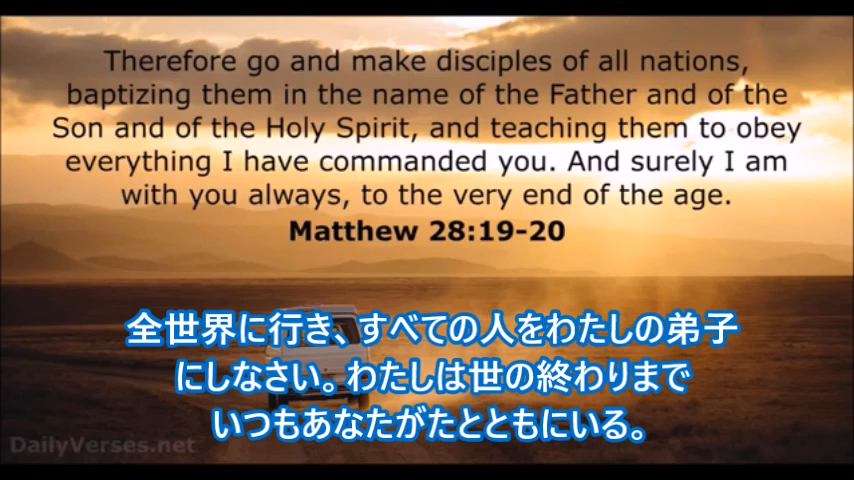 Therefore go and make disciples of all nations,
baptizing them in the name of the Father and of the
Son and of the Holy Spirit, and teaching them to obey
everything I have commanded you. And surely I am
with you always, to the very end of the age.
Matthew 28:19-20
全世界に行き、すべての人をわたしの弟子
にしなさい。わたしは世の終わりまで
いつもあなたがたとともにいる。
DailyVerses.net